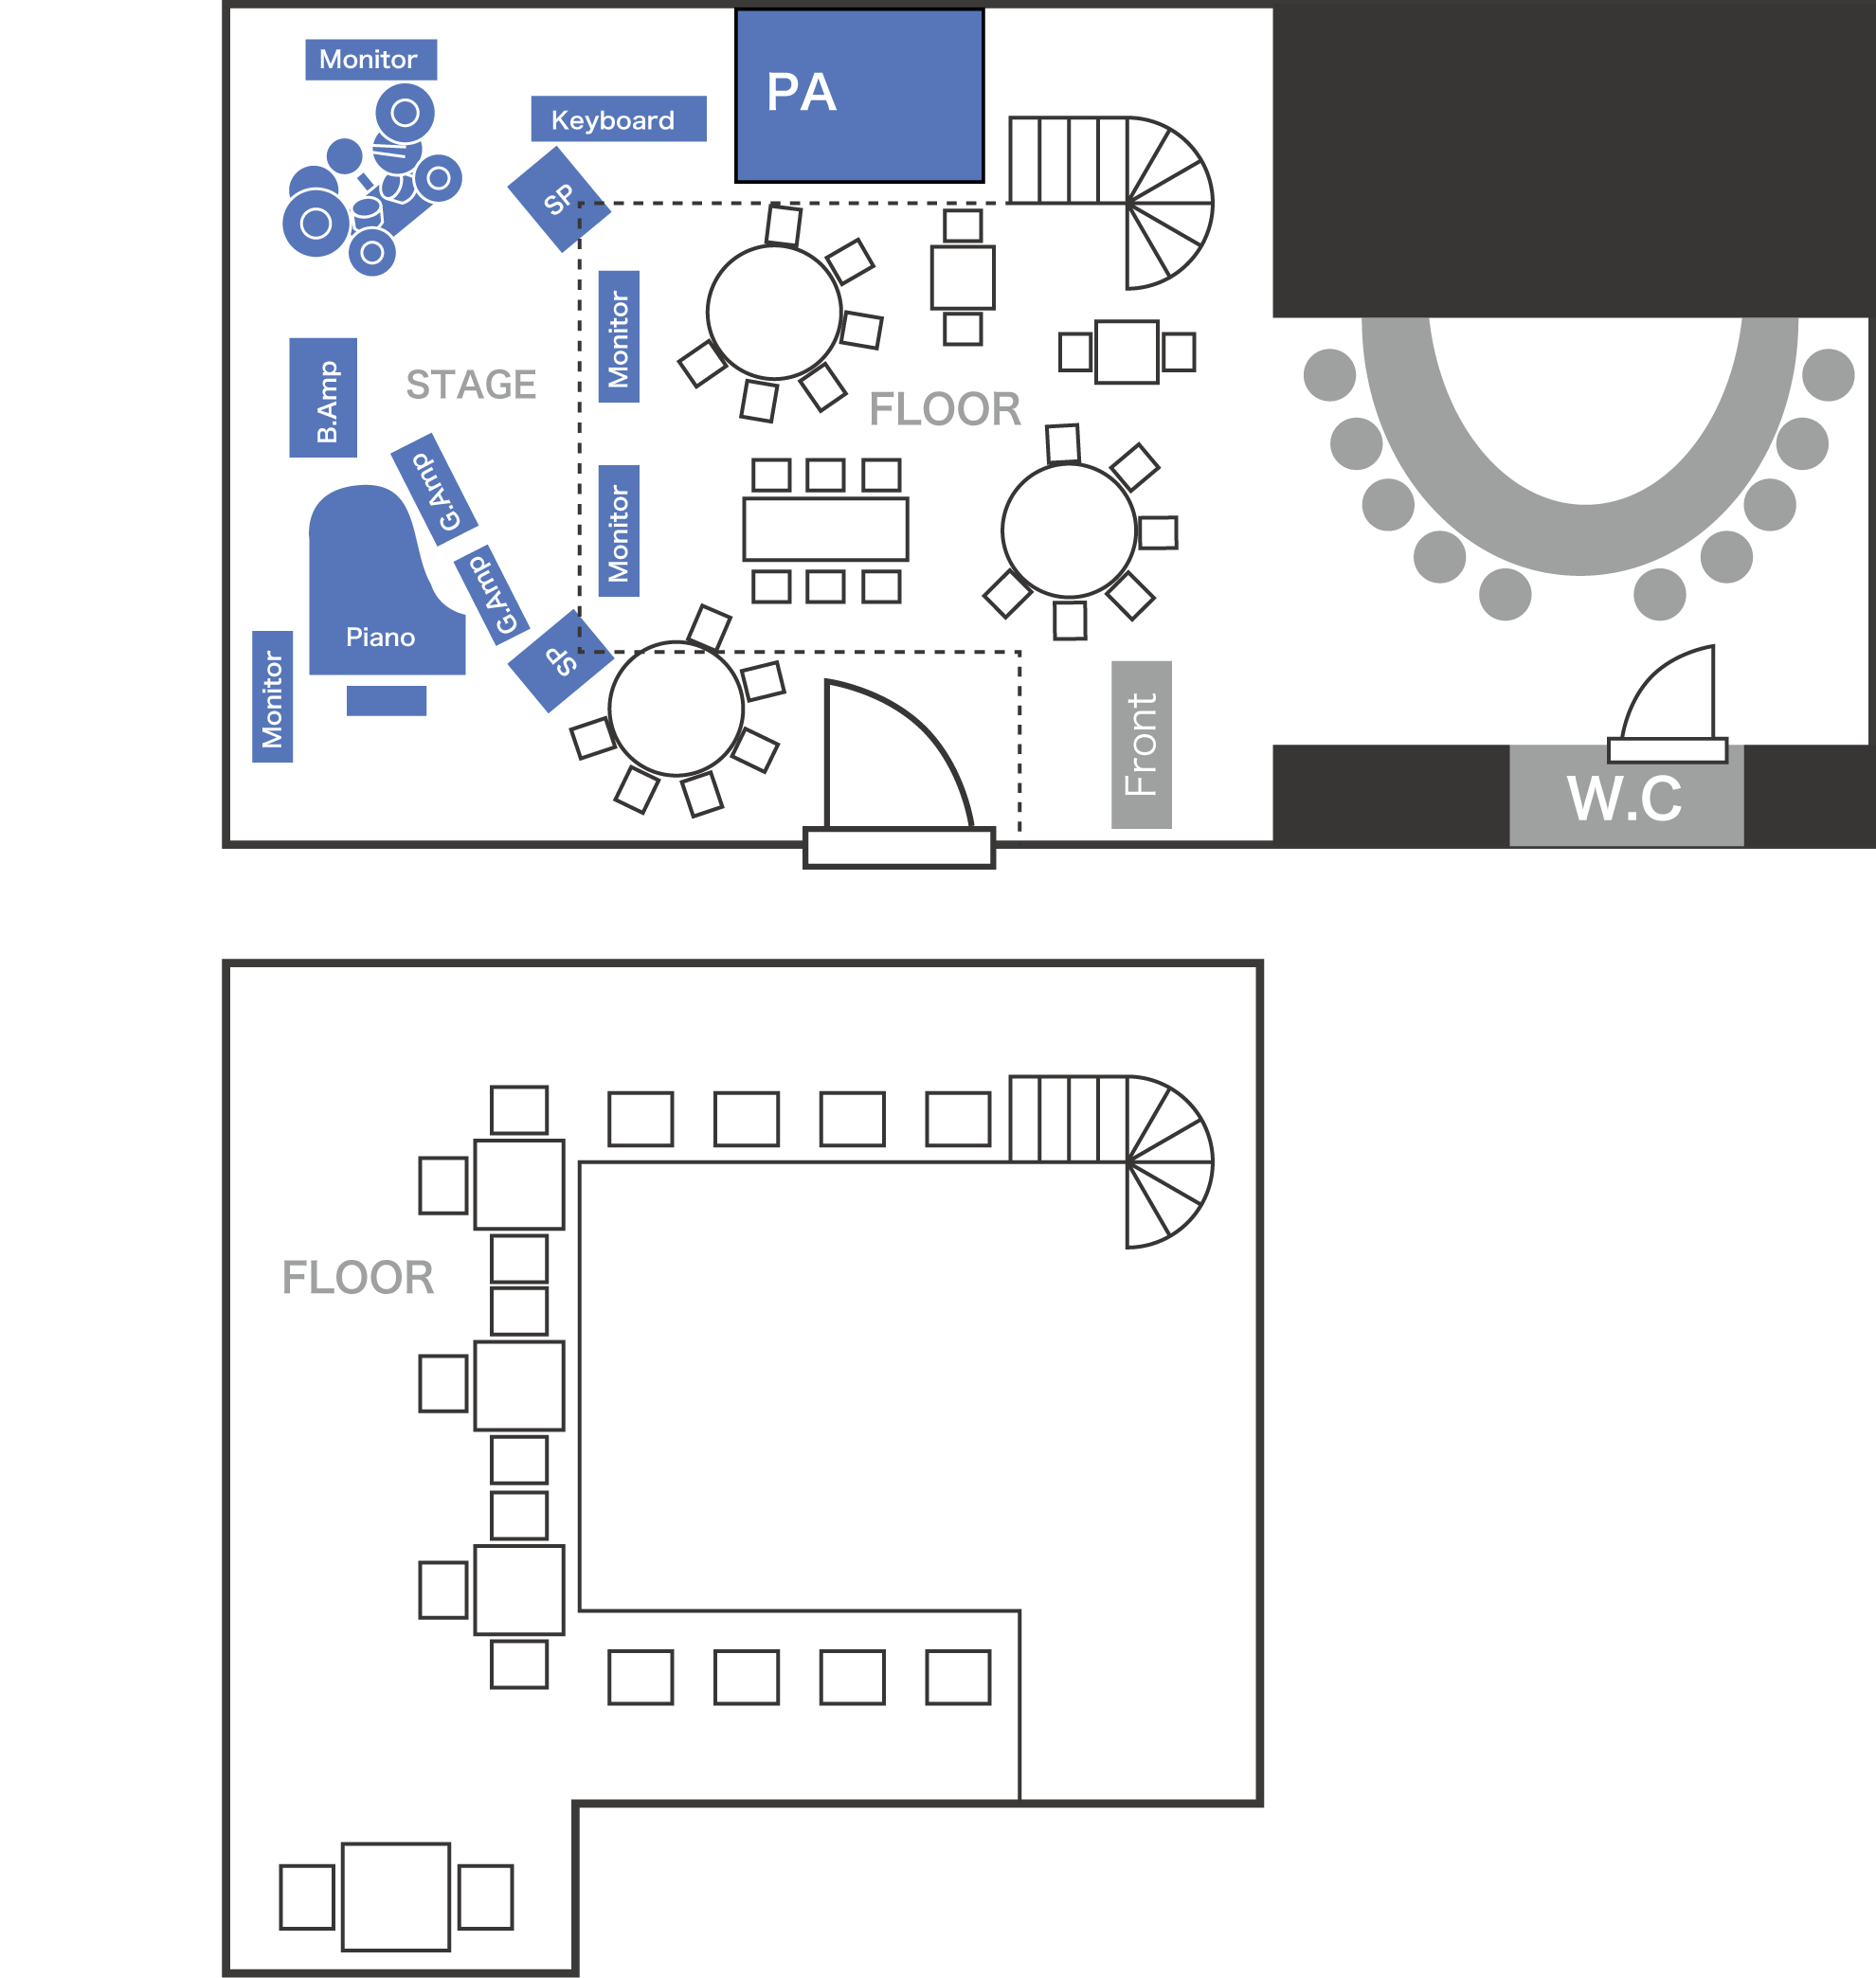 Monitor
Keyboard
PA
SP
Monitor
B.Amp
STAGE
FLOOR
G.Amp
Monitor
G.Amp
Piano
SP
Monitor
Front
W.C
FLOOR